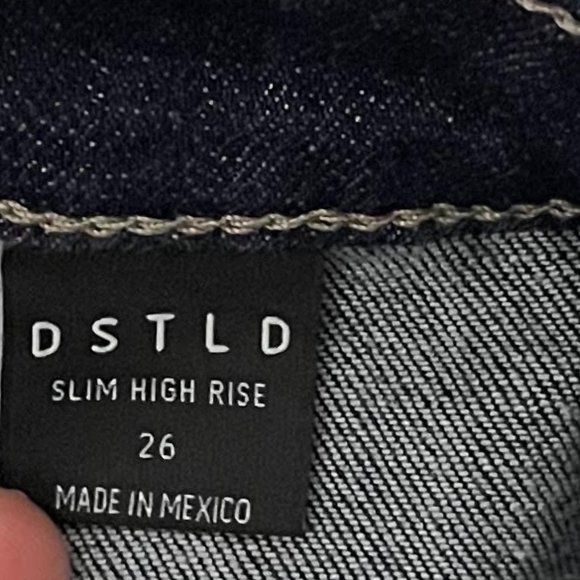 DSTLD
SLIM HIGH RISE
26
MADE IN MEXICO